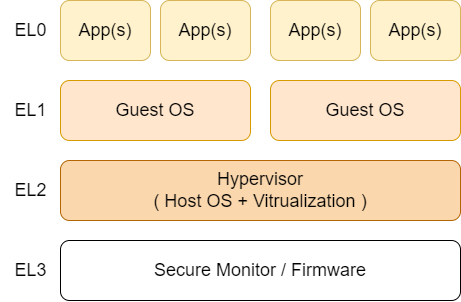 EL0 App(s) App(s) App(s) App(s)
EL1 Guest OS Guest OS
EL2 Hypervisor
( Host OS + Vitrualization )
EL3 Secure Monitor / Firmware